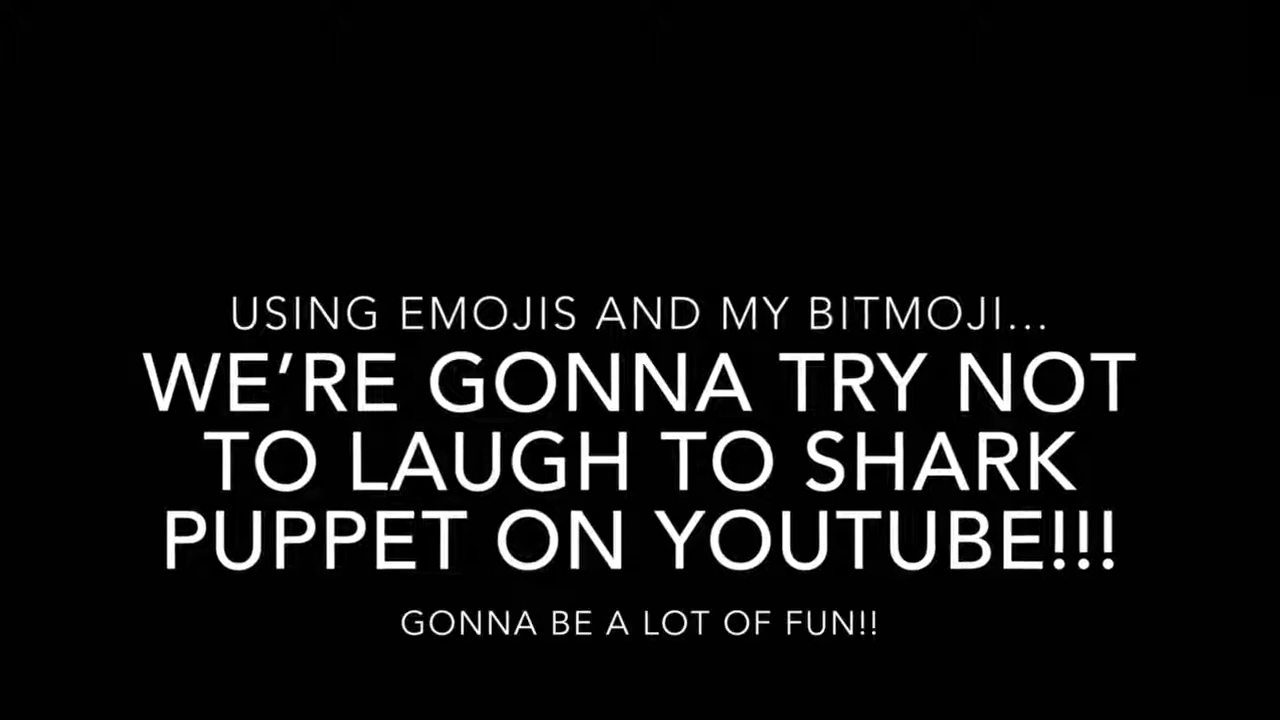 USING EMOJIS AND MY BITMOJI...
WE'RE GONNA TRY NOT
TO LAUGH TO SHARK
PUPPET ON YOUTUBE!!!
GONNA BE A LOT OF FUN!!